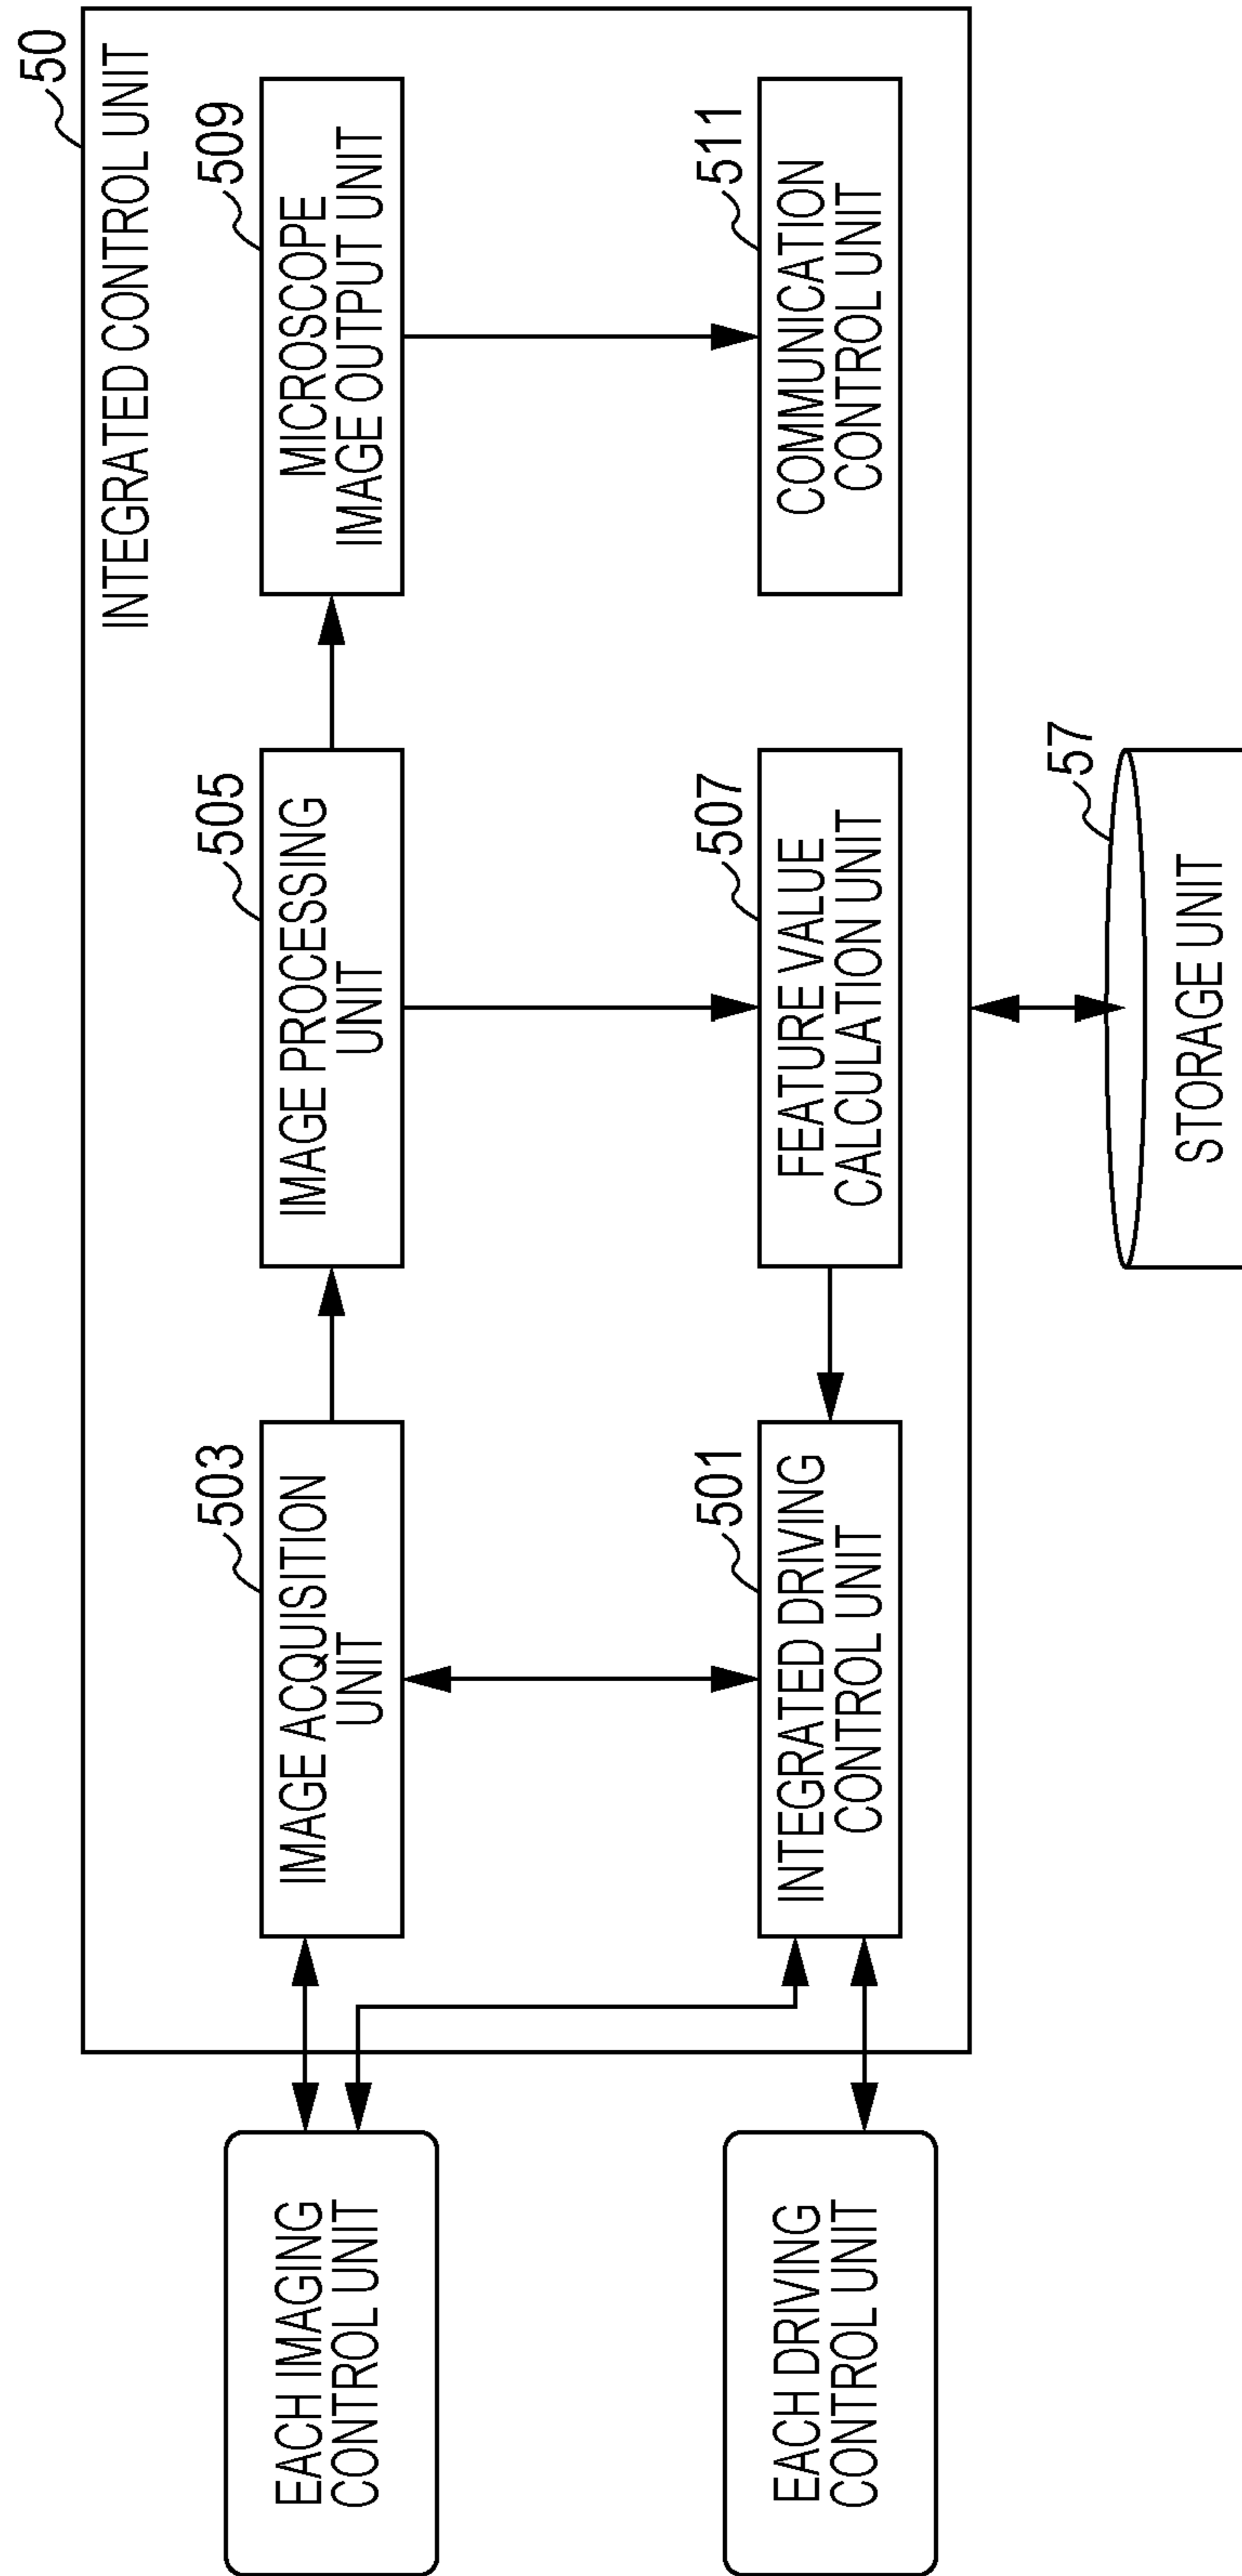 50
INTEGRATED CONTROL UNIT
503
IMAGE ACQUISITION
UNIT
505
IMAGE PROCESSING
UNIT
509
MICROSCOPE
IMAGE OUTPUT UNIT
EACH IMAGING
CONTROL UNIT
501
INTEGRATED DRIVING
CONTROL UNIT
507
FEATURE VALUE
CALCULATION UNIT
511
COMMUNICATION
CONTROL UNIT
EACH DRIVING
CONTROL UNIT
57
STORAGE UNIT